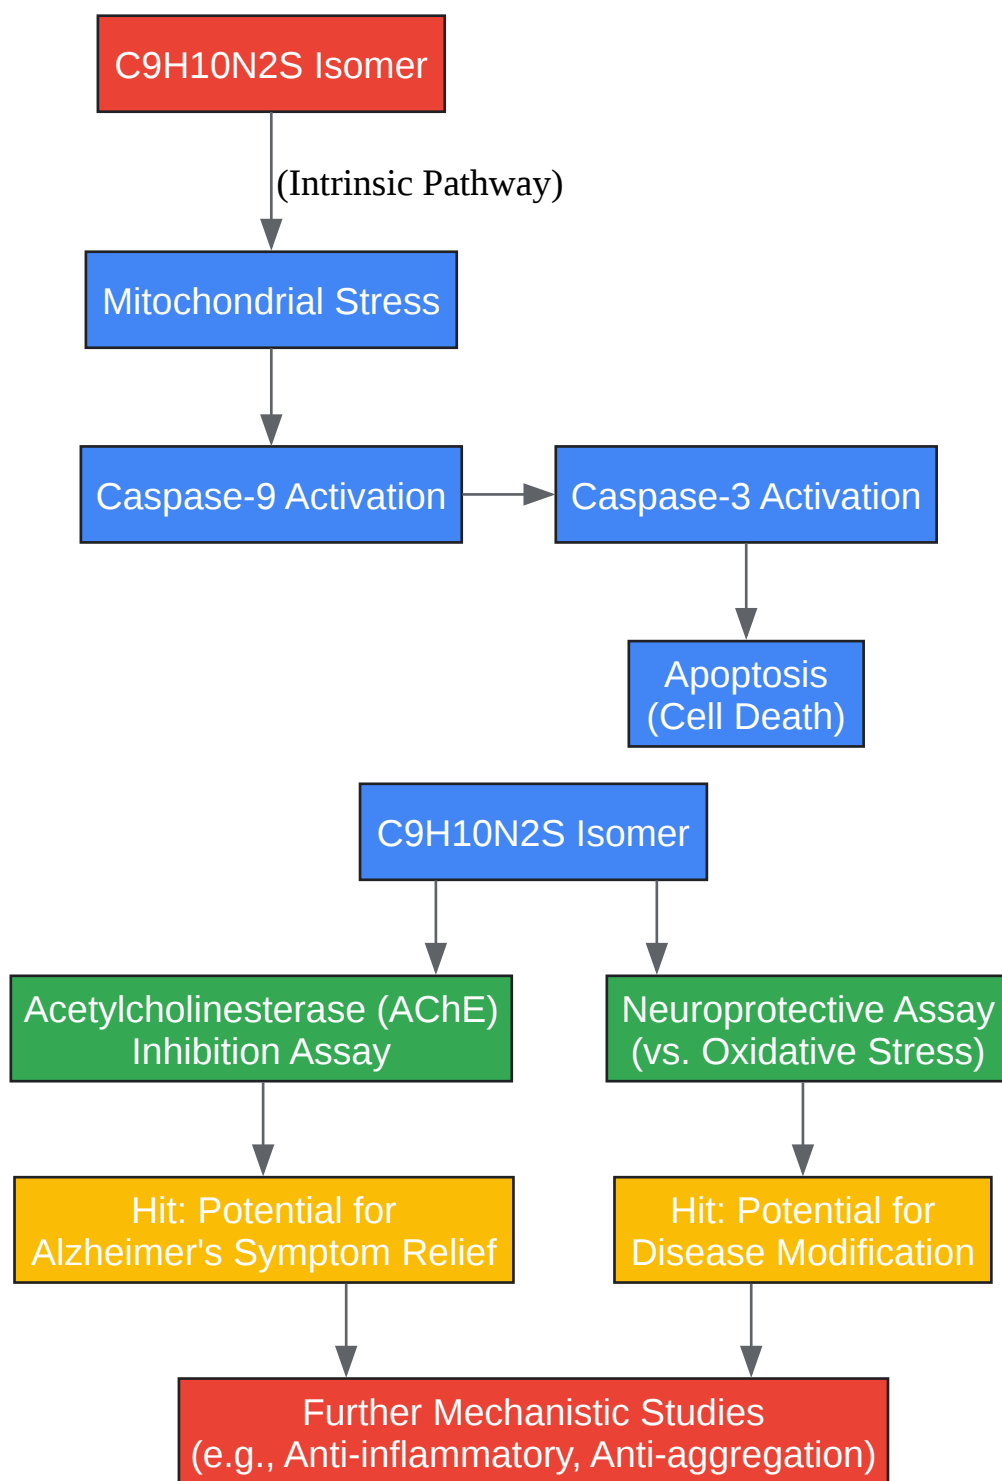 C9H10N2S Isomer
(Intrinsic Pathway)
Mitochondrial Stress
Caspase-9 Activation
Caspase-3 Activation
Apoptosis
(Cell Death)
C9H10N2S Isomer
Acetylcholinesterase (AChE)
Inhibition Assay
Neuroprotective Assay
(vs. Oxidative Stress)
Hit: Potential for
Alzheimer's Symptom Relief
Hit: Potential for
Disease Modification
Further Mechanistic Studies
(e.g., Anti-inflammatory, Anti-aggregation)